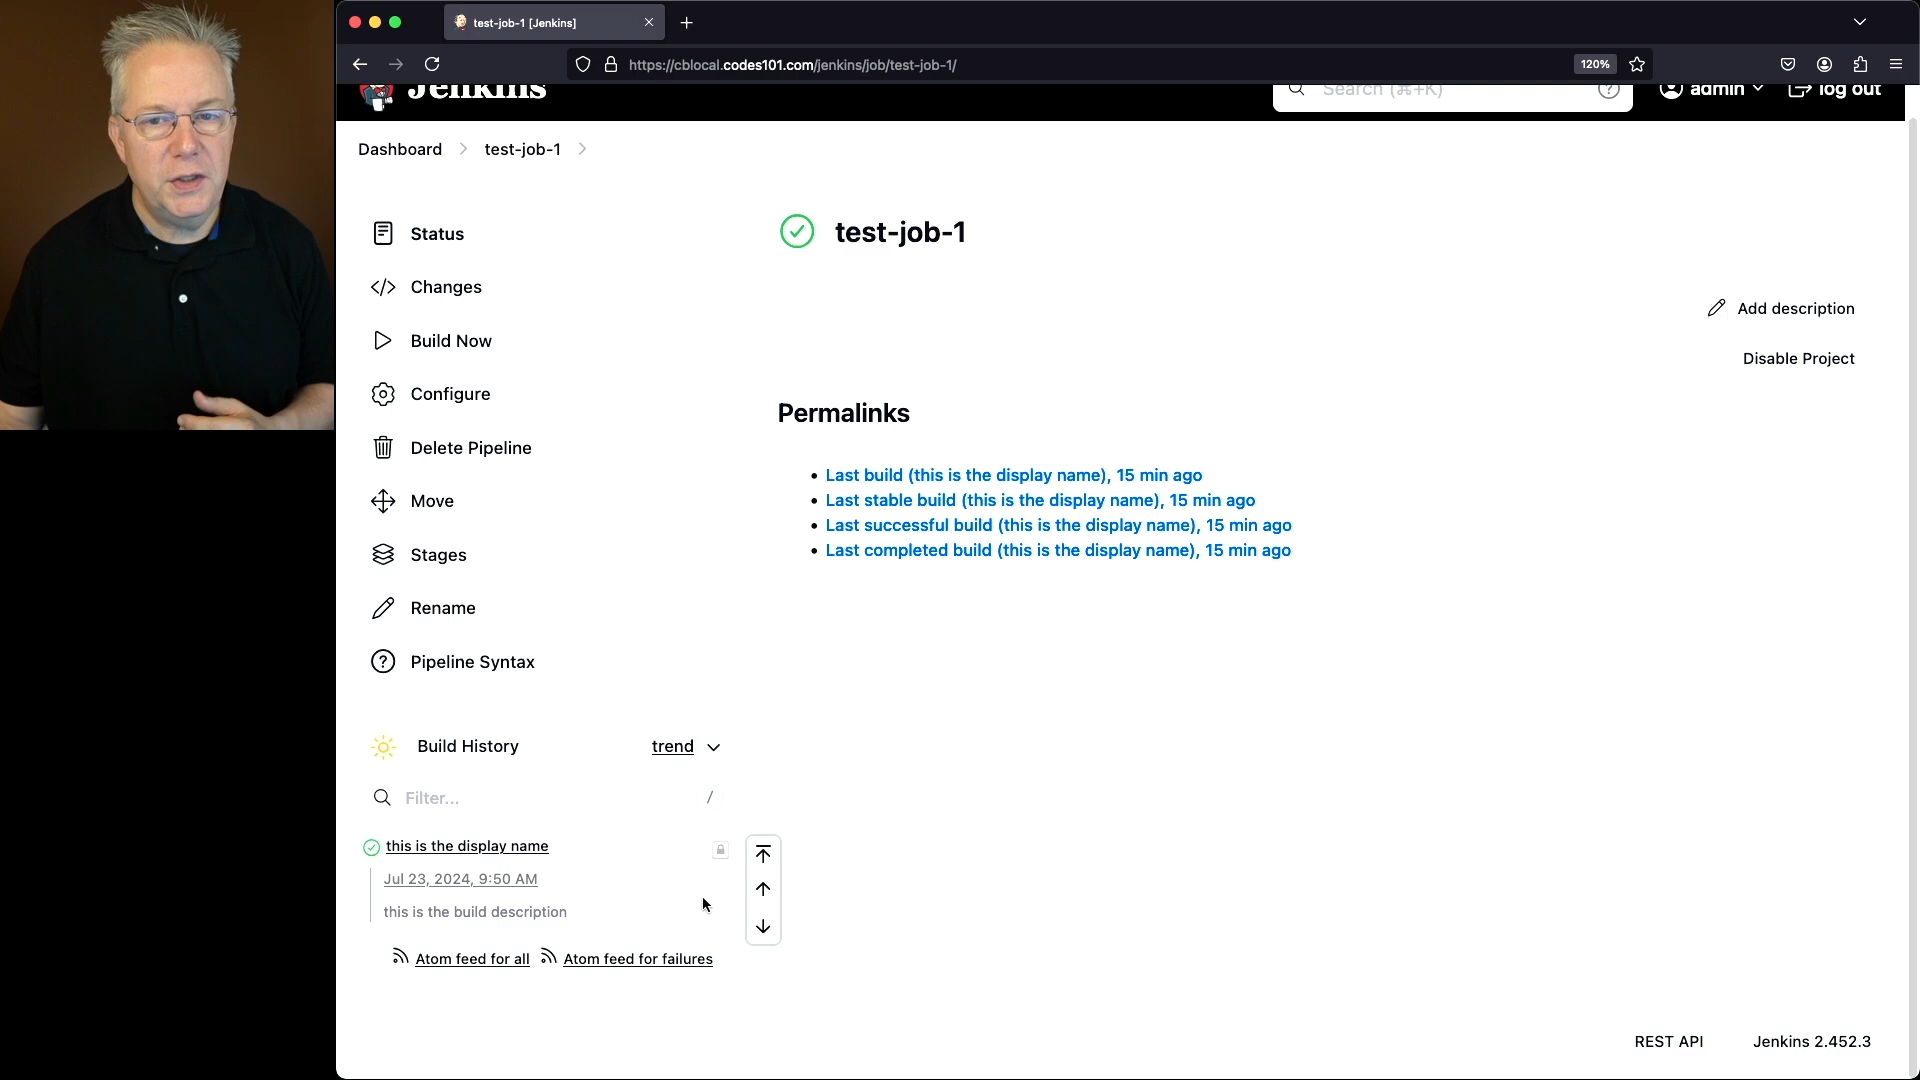 test-job-1 [Jenkins]
https://cblocal.codes101.com/jenkins/job/test-job-1/
120%
Jenkins
Search (⌘+K)
admin
log out
Dashboard
test-job-1
Status
test-job-1
Changes
Add description
Build Now
Disable Project
Configure
Permalinks
Delete Pipeline
Last build (this is the display name), 15 min ago
Last stable build (this is the display name), 15 min ago
Last successful build (this is the display name), 15 min ago
Last completed build (this is the display name), 15 min ago
Move
Stages
Rename
Pipeline Syntax
Build History
trend
Filter...
/
this is the display name
Jul 23, 2024, 9:50 AM
this is the build description
Atom feed for all
Atom feed for failures
REST API
Jenkins 2.452.3